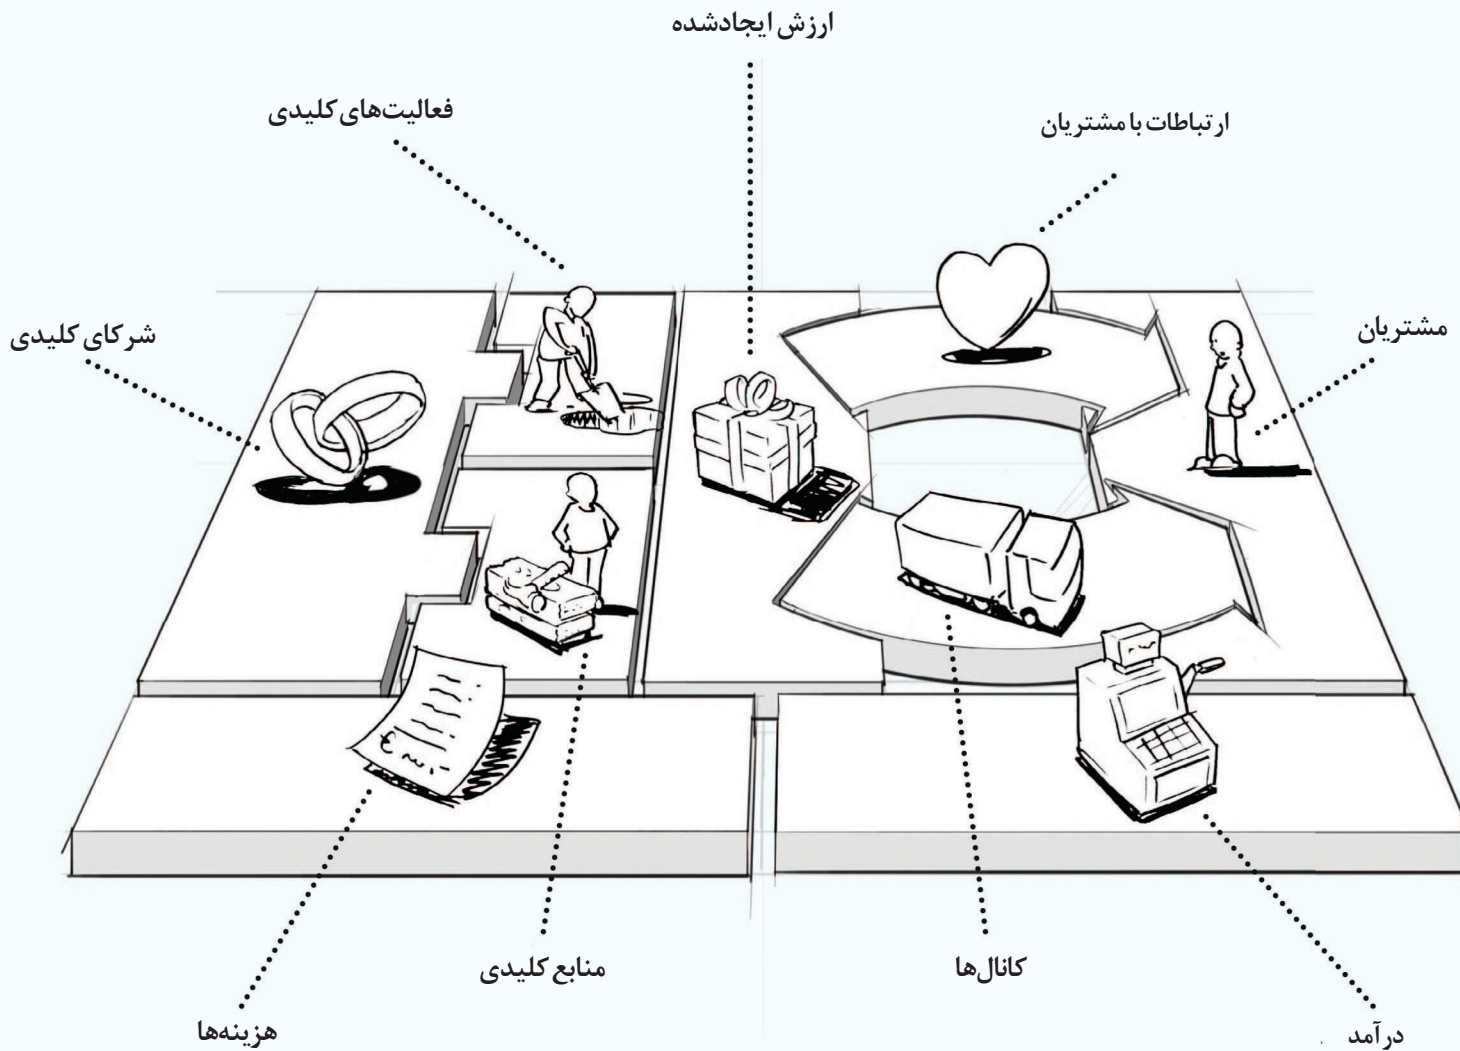 ارزش ایجادشده
ارتباطات با مشتریان
فعالیت‌های کلیدی
مشتریان
شرکای کلیدی
کانال‌ها
منابع کلیدی
درآمد
هزینه‌ها